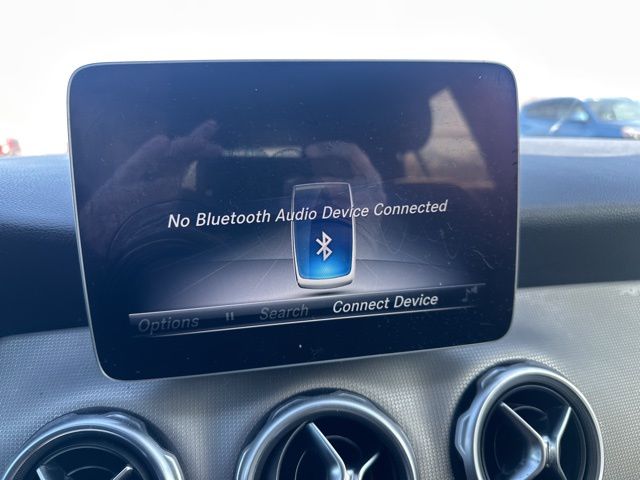 No Bluetooth Audio Device Connected
Options Search Connect Device